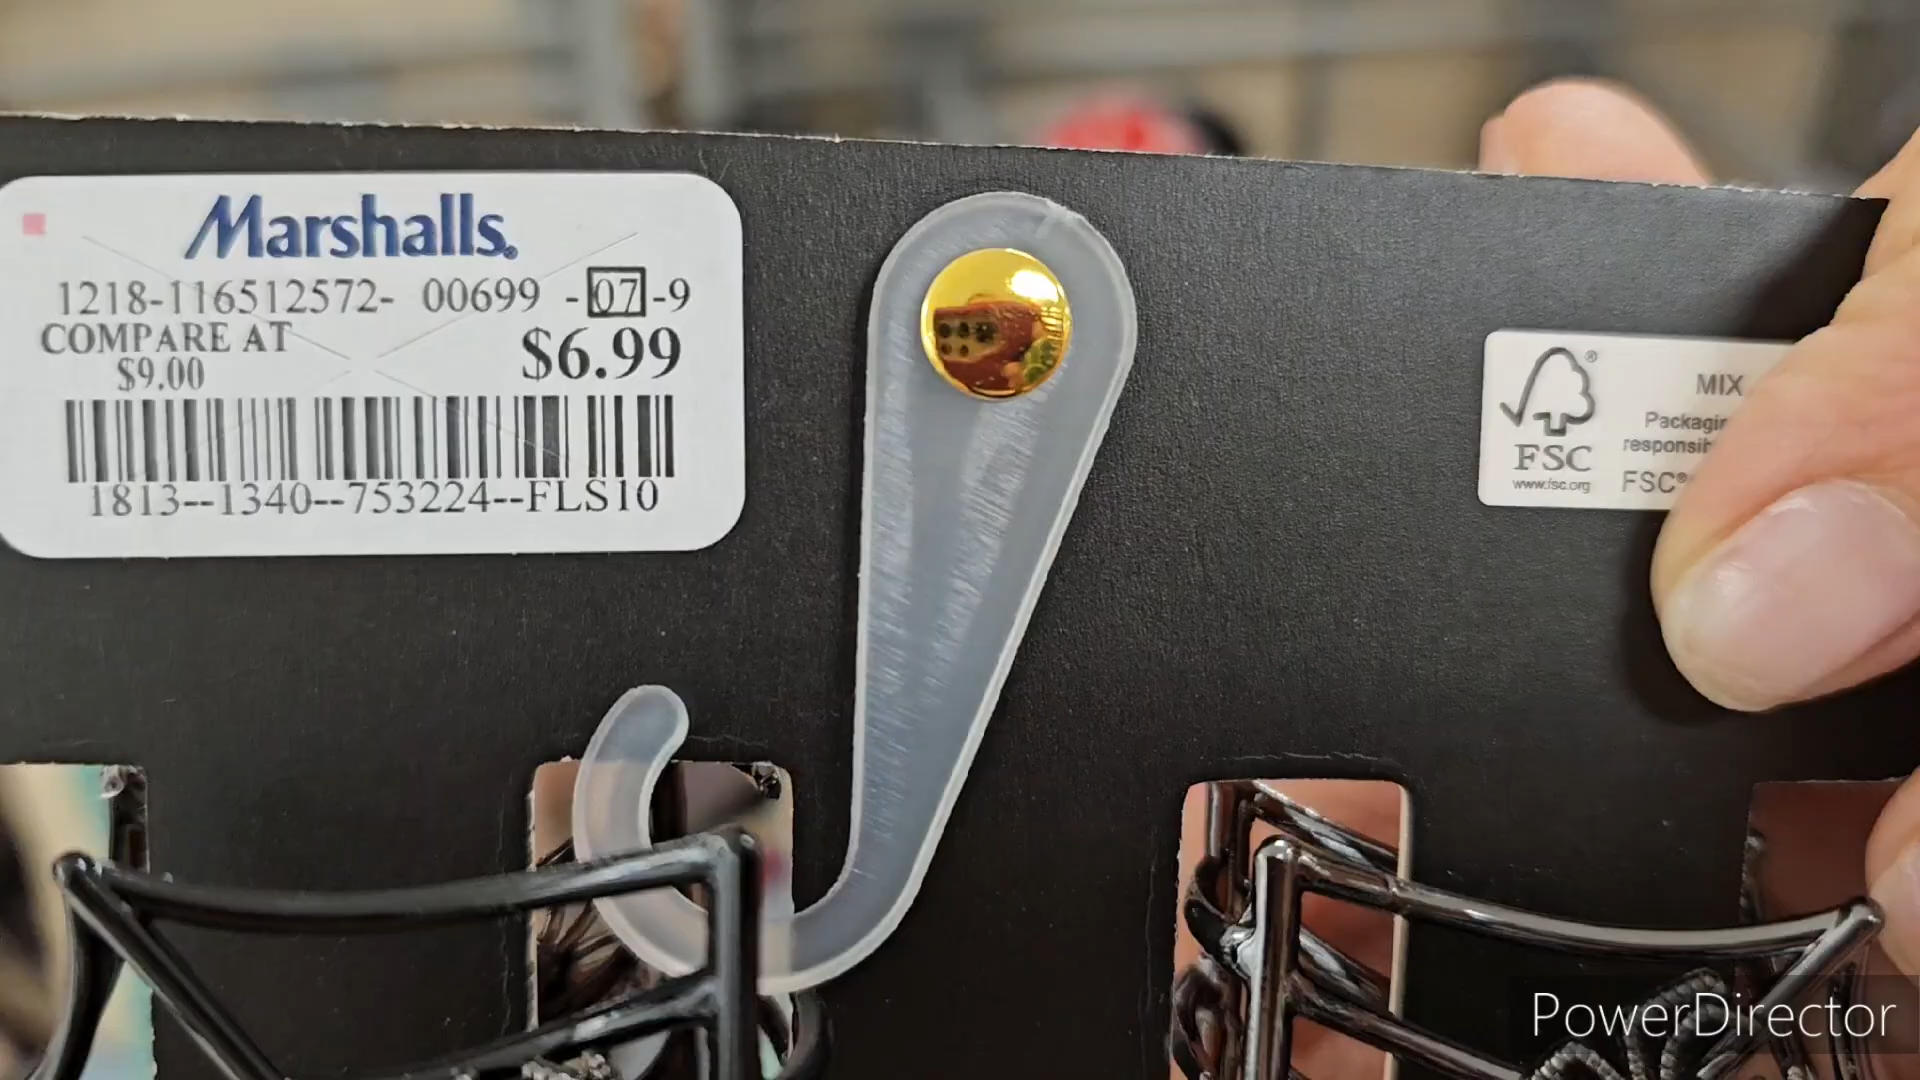 Marshalls.
1218-116512572- 00699 -07-9
COMPARE AT
$9.00
$6.99
1813--1340--753224--FLS10
MIX
FSC
www.fsc.org
FSC®
PowerDirector